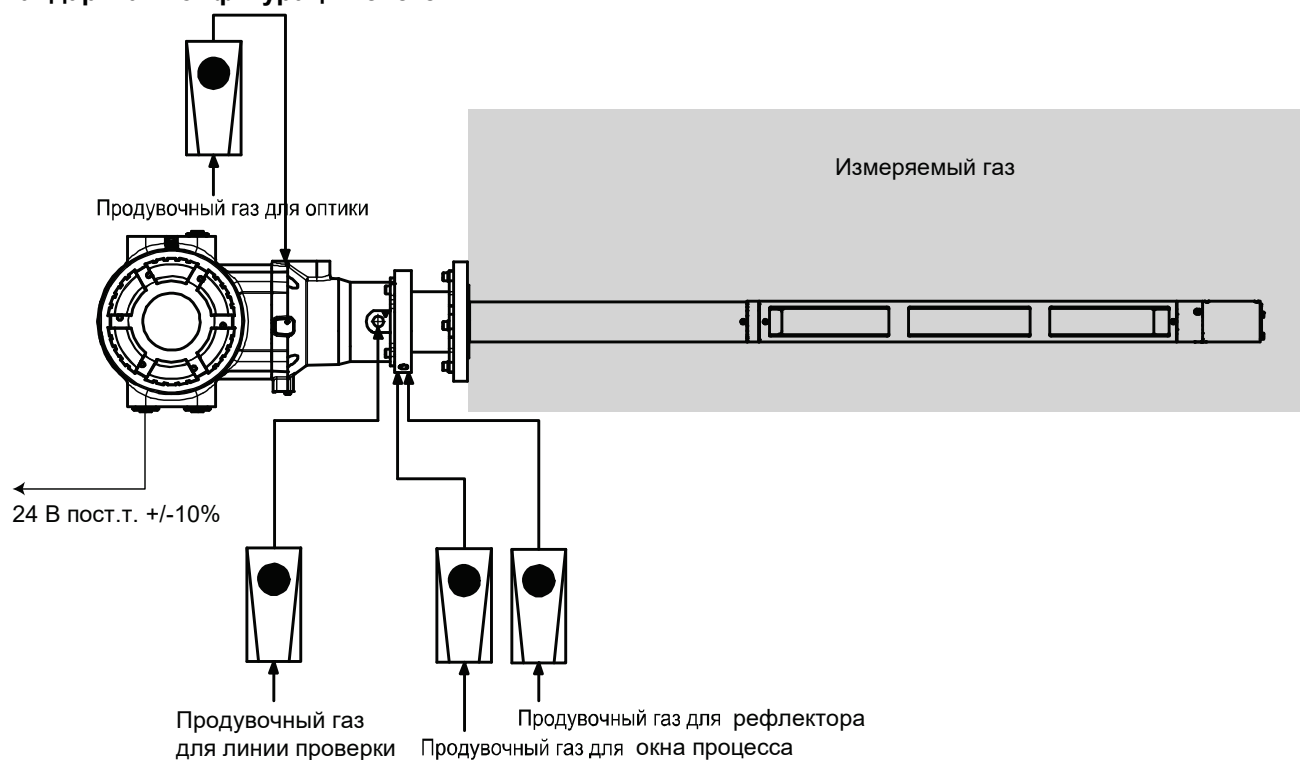 Измеряемый газ
Продувочный газ для оптики
24 В пост.т. +/-10%
Продувочный газ
для линии проверки
Продувочный газ для рефлектора
Продувочный газ для окна процесса